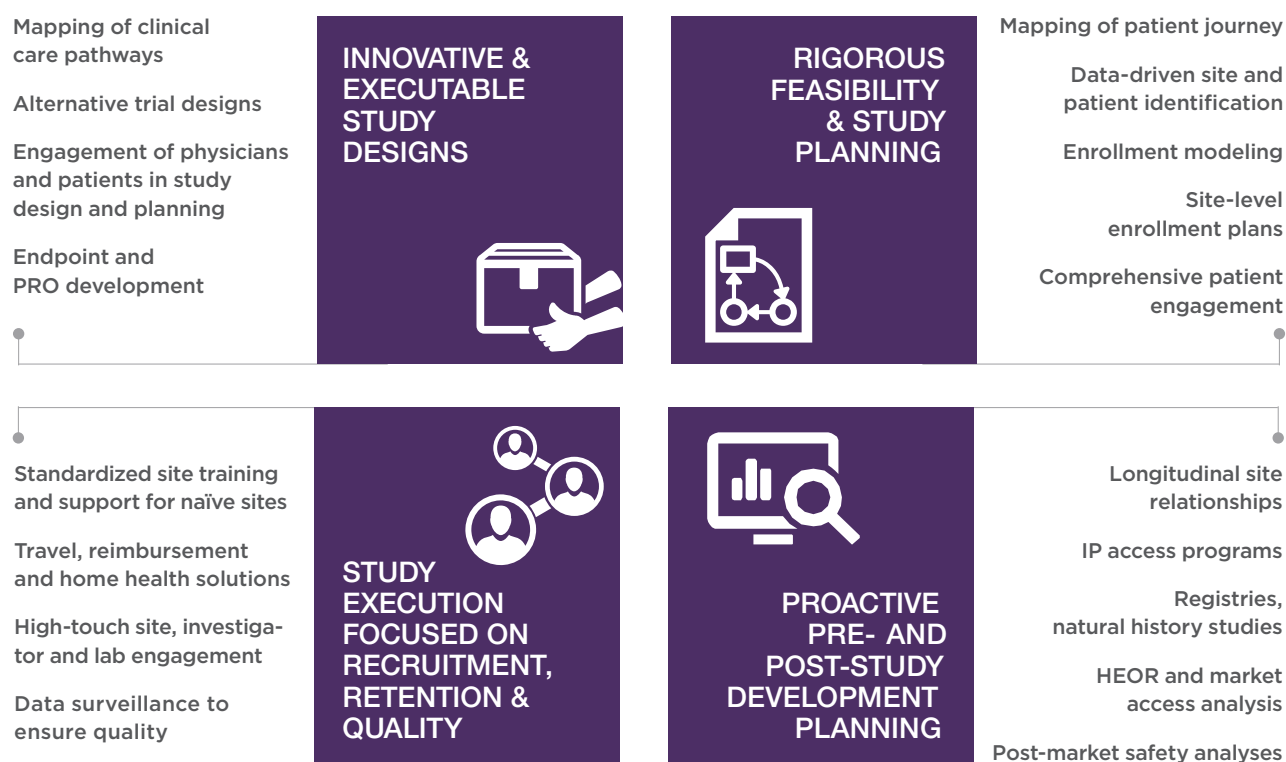 Mapping of clinical
care pathways
Alternative trial designs
Engagement of physicians
and patients in study
design and planning
Endpoint and
PRO development
INNOVATIVE &
EXECUTABLE
STUDY
DESIGNS
RIGOROUS
FEASIBILITY
& STUDY
PLANNING
Mapping of patient journey
Data-driven site and
patient identification
Enrollment modeling
Site-level
enrollment plans
Comprehensive patient
engagement
Standardized site training
and support for naïve sites
Travel, reimbursement
and home health solutions
High-touch site, investiga-
tor and lab engagement
Data surveillance to
ensure quality
STUDY
EXECUTION
FOCUSED ON
RECRUITMENT,
RETENTION &
QUALITY
PROACTIVE
PRE- AND
POST-STUDY
DEVELOPMENT
PLANNING
Longitudinal site
relationships
IP access programs
Registries,
natural history studies
HEOR and market
access analysis
Post-market safety analyses